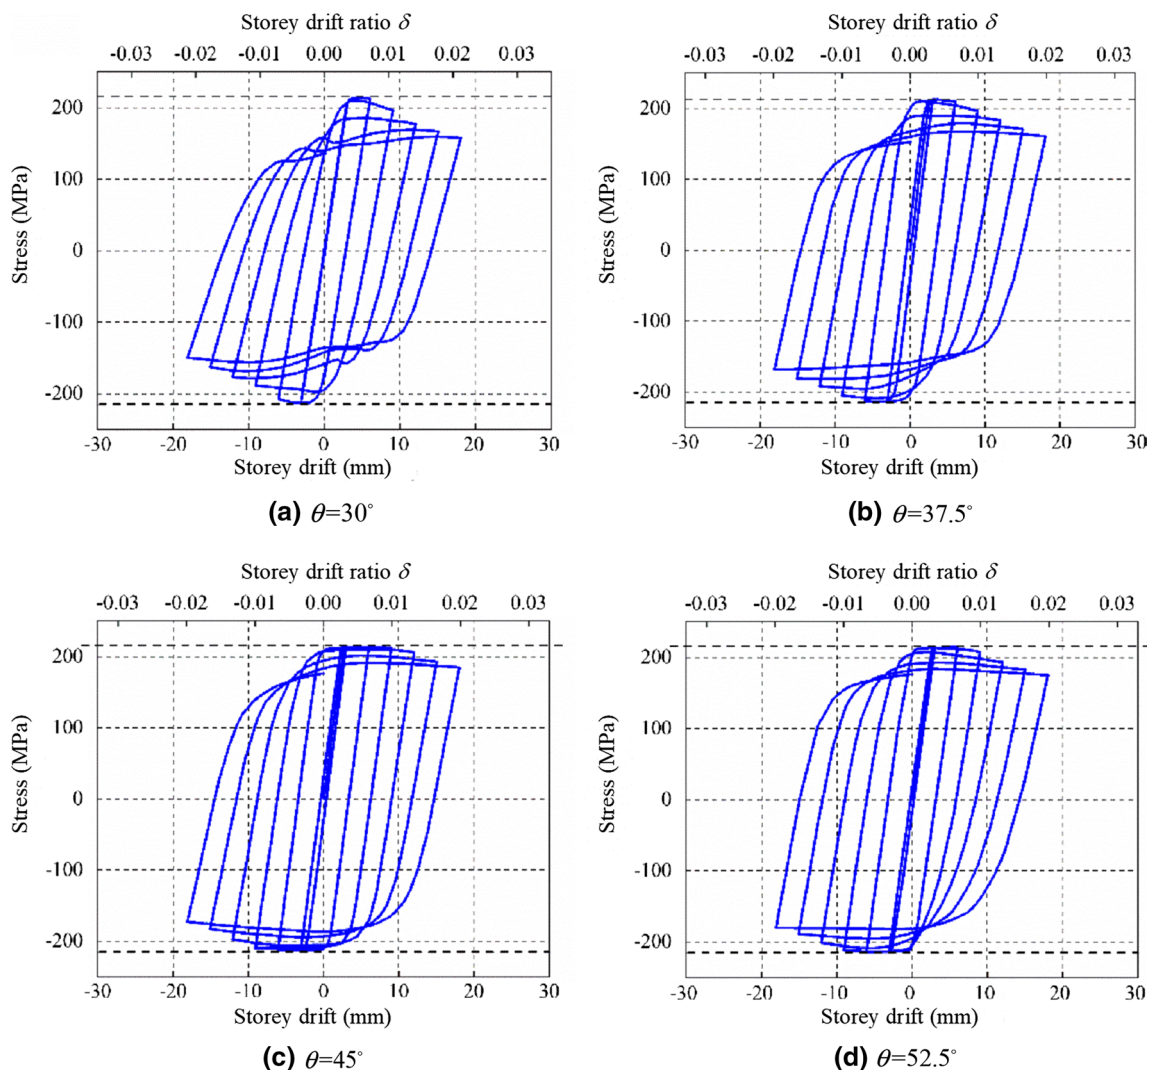 Storey drift ratio δ
-0.03 -0.02 -0.01 0.00 0.01 0.02 0.03
Stress (MPa)
200
100
0
-100
-200
-30 -20 -10 0 10 20 30
Storey drift (mm)
(a) θ=30°
Storey drift ratio δ
-0.03 -0.02 -0.01 0.00 0.01 0.02 0.03
Stress (MPa)
200
100
0
-100
-200
-30 -20 -10 0 10 20 30
Storey drift (mm)
(b) θ=37.5°
Storey drift ratio δ
-0.03 -0.02 -0.01 0.00 0.01 0.02 0.03
Stress (MPa)
200
100
0
-100
-200
-30 -20 -10 0 10 20 30
Storey drift (mm)
(c) θ=45°
Storey drift ratio δ
-0.03 -0.02 -0.01 0.00 0.01 0.02 0.03
Stress (MPa)
200
100
0
-100
-200
-30 -20 -10 0 10 20 30
Storey drift (mm)
(d) θ=52.5°